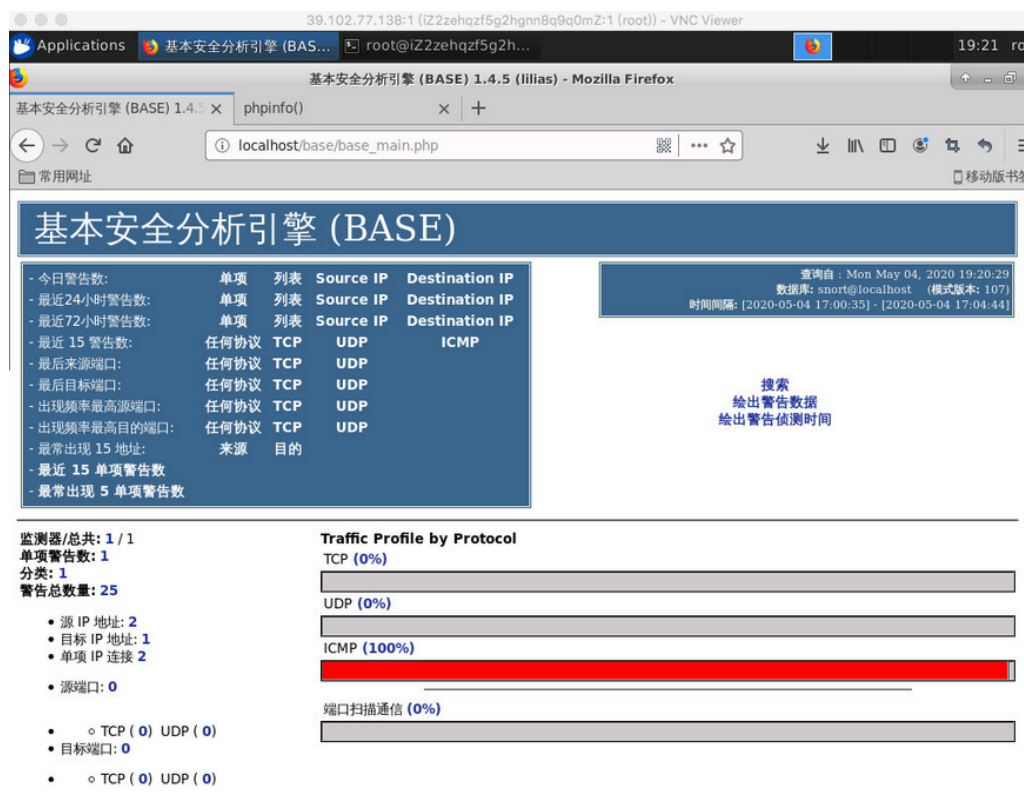 39.102.77.138:1 (iZ2zehqzf5g2hgnn8q9q0mZ:1 (root)) - VNC Viewer
Applications 基本安全分析引擎 (BAS... root@iZ2zehqzf5g2h... 19:21 ro
基本安全分析引擎 (BASE) 1.4.5 (lilias) - Mozilla Firefox
基本安全分析引擎 (BASE) 1.4.5 phpinfo()
localhost/base/base_main.php
常用网址 移动版书签
基本安全分析引擎 (BASE)
- 今日警告数: 单项 列表 Source IP Destination IP
- 最近24小时警告数: 单项 列表 Source IP Destination IP
- 最近72小时警告数: 单项 列表 Source IP Destination IP
- 最近 15 警告数: 任何协议 TCP UDP ICMP
- 最后来源端口: 任何协议 TCP UDP
- 最后目标端口: 任何协议 TCP UDP
- 出现频率最高源端口: 任何协议 TCP UDP
- 出现频率最高目的端口: 任何协议 TCP UDP
- 最常出现 15 地址: 来源 目的
- 最近 15 单项警告数
- 最常出现 5 单项警告数
查询自 : Mon May 04, 2020 19:20:29
数据库: snort@localhost (模式版本: 107)
时间间隔: [2020-05-04 17:00:35] - [2020-05-04 17:04:44]
搜索
绘出警告数据
绘出警告侦测时间
监测器/总共: 1 / 1
单项警告数: 1
分类: 1
警告总数量: 25
• 源 IP 地址: 2
• 目标 IP 地址: 1
• 单项 IP 连接 2
• 源端口: 0
• ○ TCP ( 0) UDP ( 0)
• 目标端口: 0
• ○ TCP ( 0) UDP ( 0)
Traffic Profile by Protocol
TCP (0%)
UDP (0%)
ICMP (100%)
端口扫描通信 (0%)